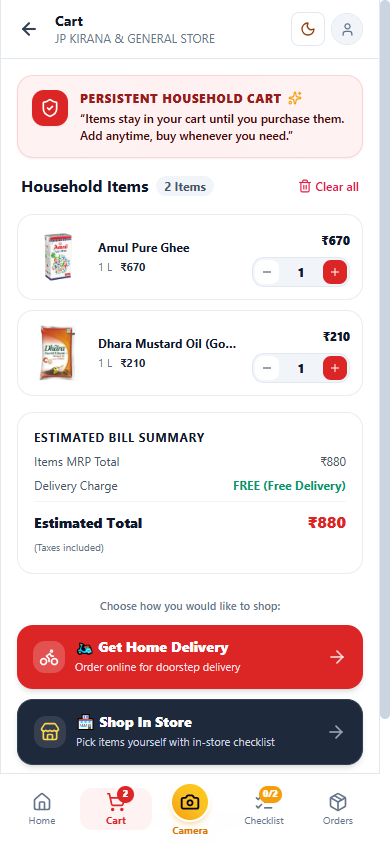 Cart
JP KIRANA & GENERAL STORE
PERSISTENT HOUSEHOLD CART ✨
“Items stay in your cart until you purchase them.
Add anytime, buy whenever you need.”
Household Items 2 Items Clear all
Amul
Amul Pure Ghee ₹670
1 L ₹670 − 1 +
Dhara
Dhara Mustard Oil (Go... ₹210
1 L ₹210 − 1 +
ESTIMATED BILL SUMMARY
Items MRP Total ₹880
Delivery Charge FREE (Free Delivery)
Estimated Total ₹880
(Taxes included)
Choose how you would like to shop:
🛵 Get Home Delivery
Order online for doorstep delivery
🏪 Shop In Store
Pick items yourself with in-store checklist
2 0/2
Home Cart Camera Checklist Orders